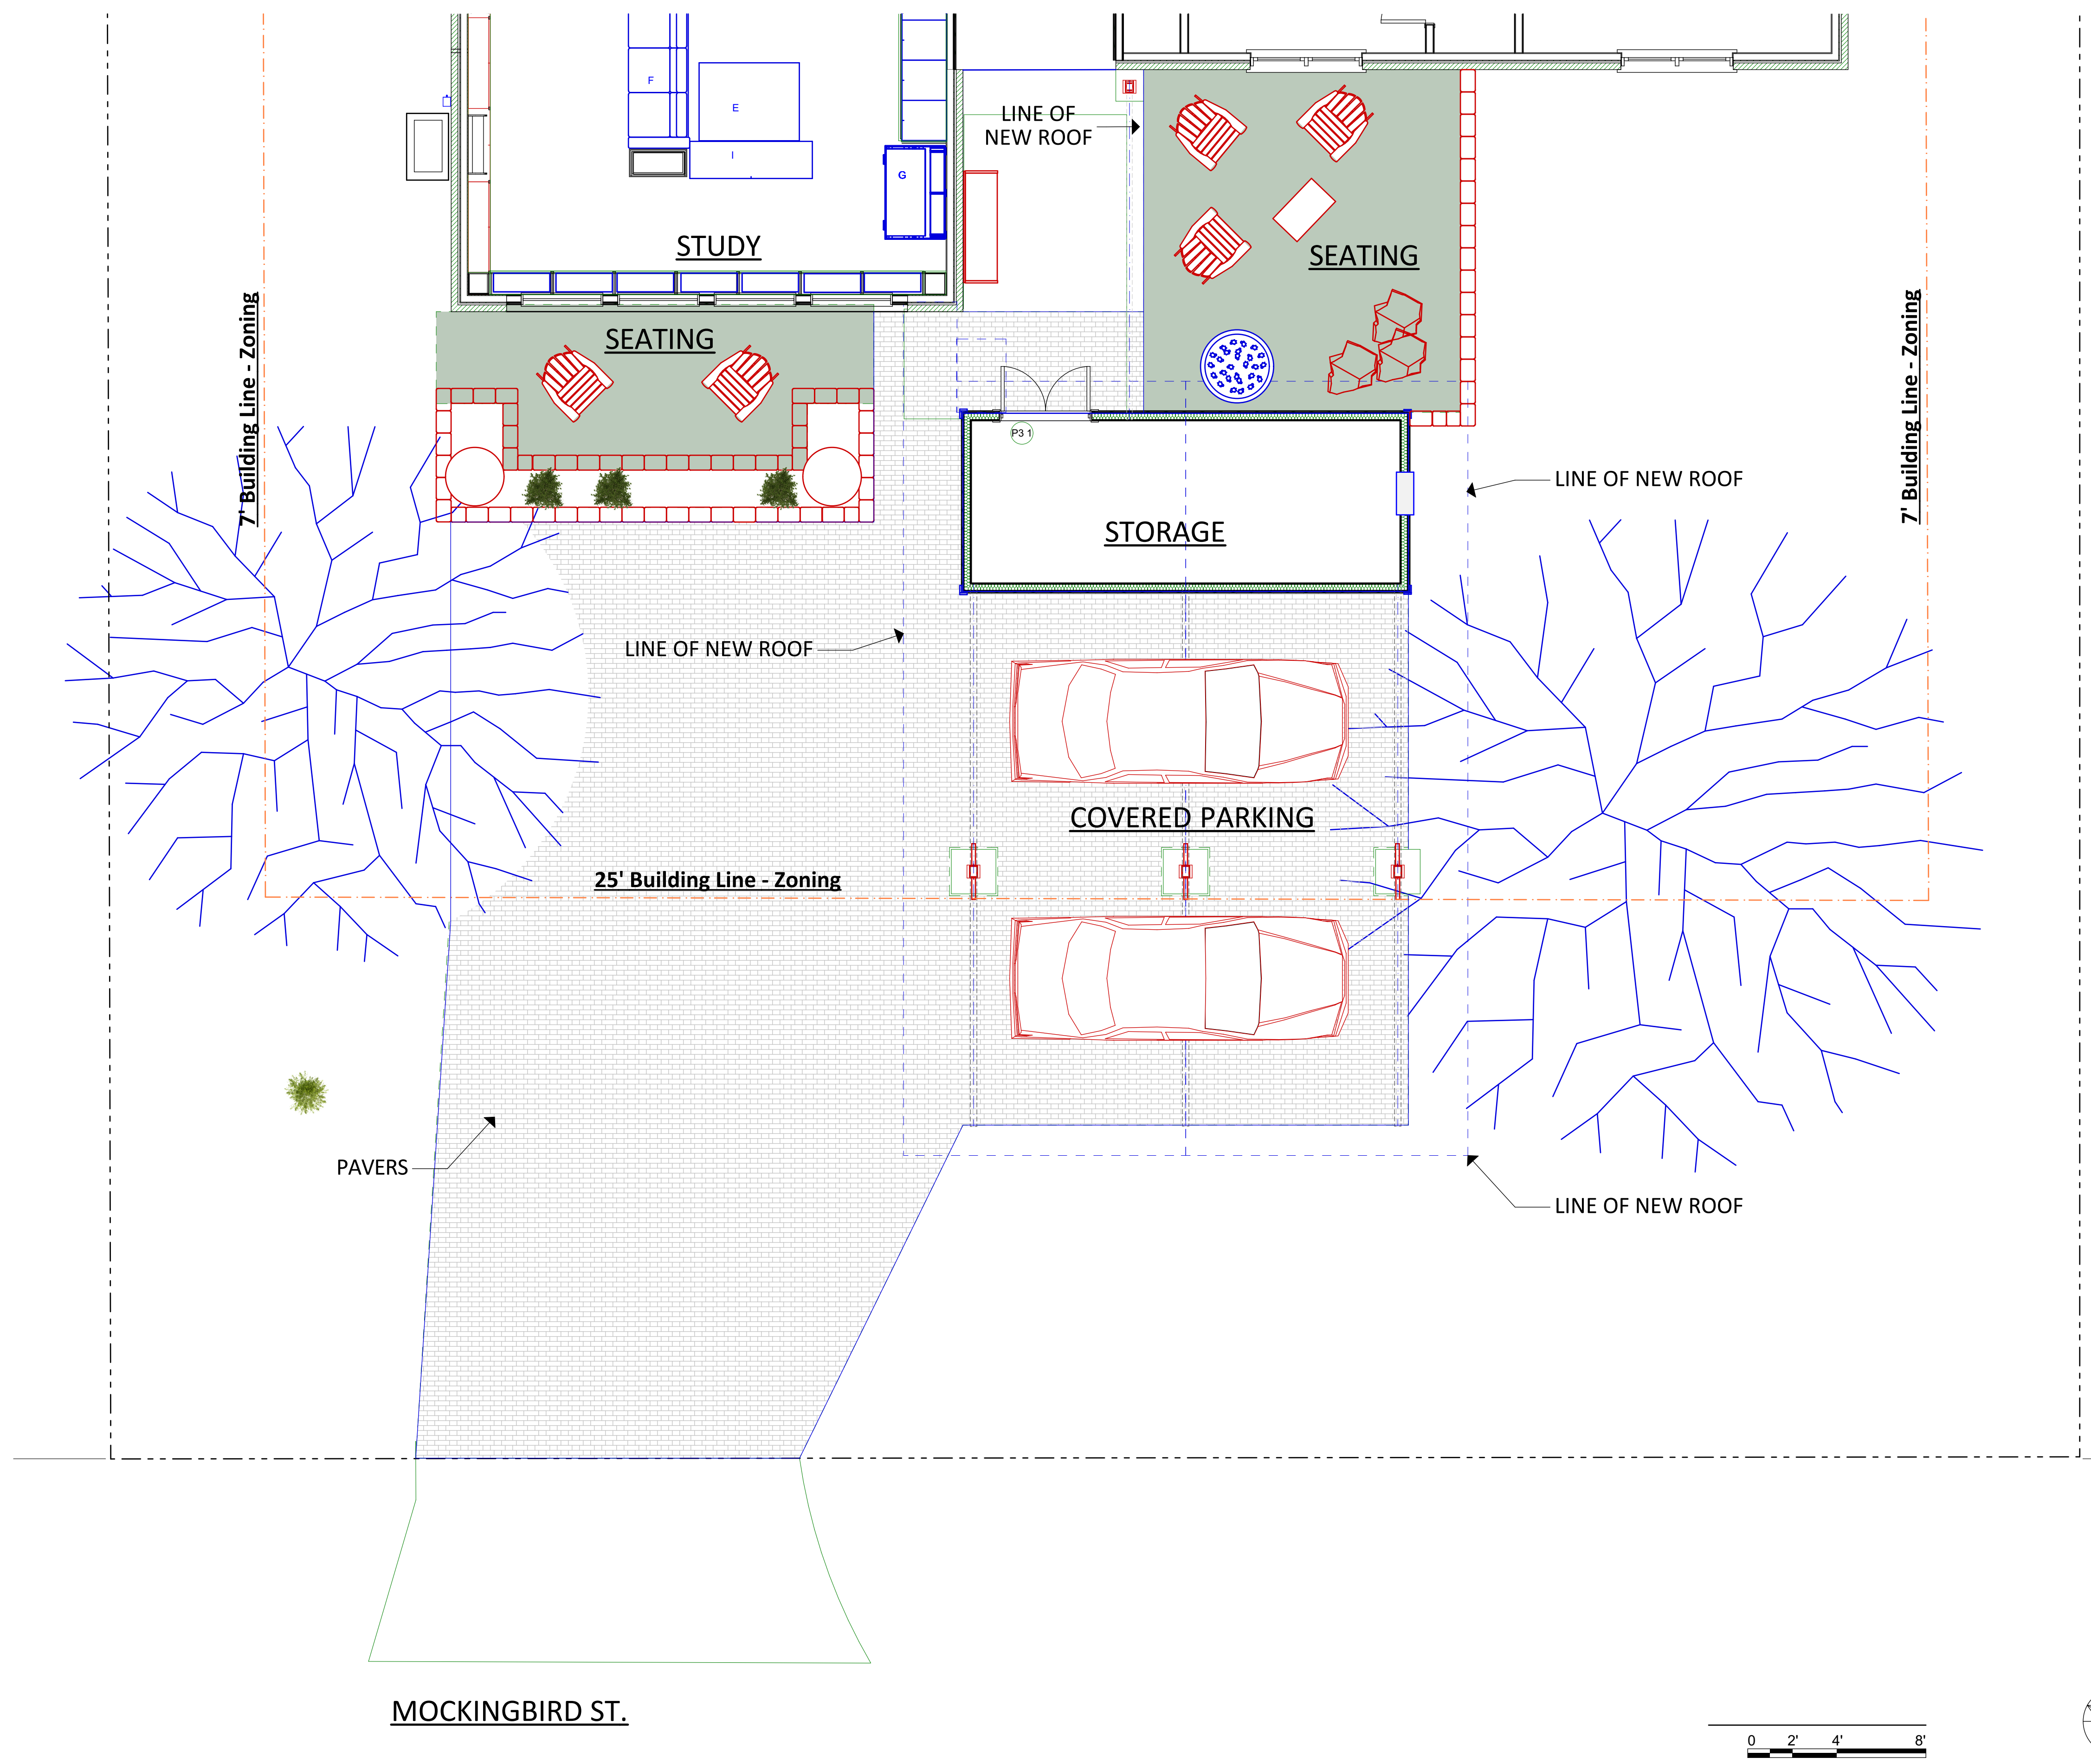 F
E
I
G
LINE OF
NEW ROOF
STUDY
SEATING
SEATING
7' Building Line - Zoning
7' Building Line - Zoning
P3 1
LINE OF NEW ROOF
STORAGE
LINE OF NEW ROOF
COVERED PARKING
25' Building Line - Zoning
PAVERS
LINE OF NEW ROOF
MOCKINGBIRD ST.
0 2' 4' 8'